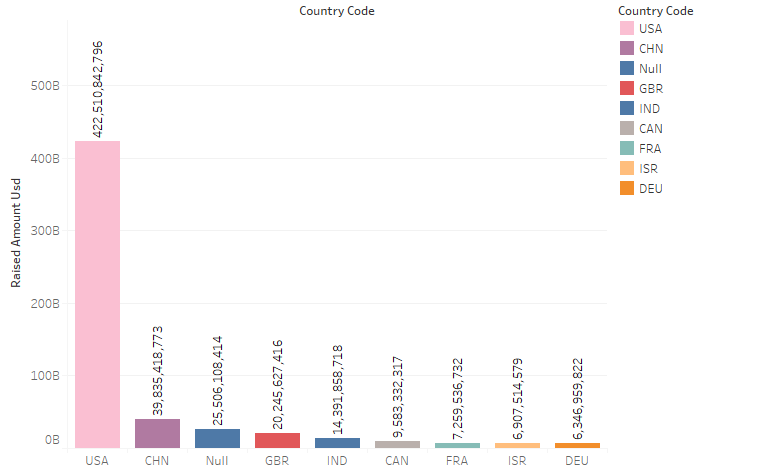 Country Code
Raised Amount Usd
500B
400B
300B
200B
100B
0B
422,510,842,796
39,835,418,773
25,506,108,414
20,245,627,416
14,391,858,718
9,583,332,317
7,259,536,732
6,907,514,579
6,346,959,822
USA
CHN
Null
GBR
IND
CAN
FRA
ISR
DEU
Country Code
USA
CHN
Null
GBR
IND
CAN
FRA
ISR
DEU